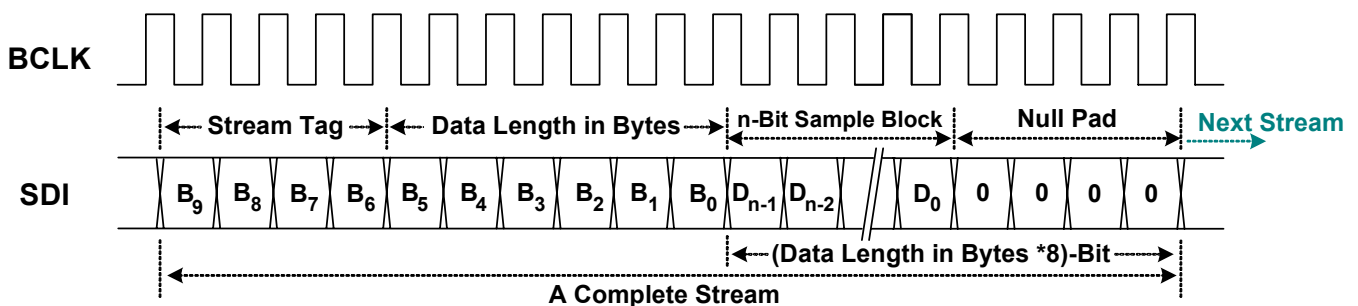 BCLK
Stream Tag Data Length in Bytes n-Bit Sample Block Null Pad Next Stream
SDI B9 B8 B7 B6 B5 B4 B3 B2 B1 B0 Dn-1 Dn-2 D0 0 0 0 0
(Data Length in Bytes *8)-Bit
A Complete Stream